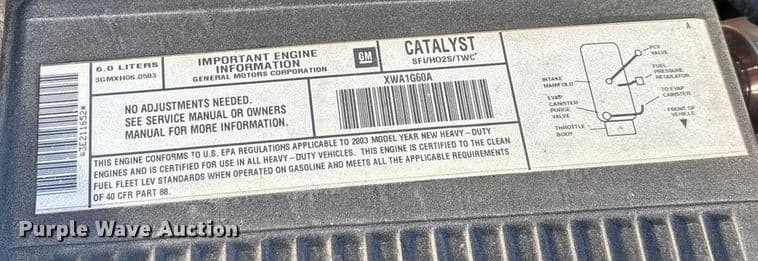 *3E211652*
6.0 LITERS
3GMXH06.0583
IMPORTANT ENGINE
INFORMATION
GENERAL MOTORS CORPORATION
GM
CATALYST
SFI/HO2S/TWC
XWA1GG0A
NO ADJUSTMENTS NEEDED.
SEE SERVICE MANUAL OR OWNERS
MANUAL FOR MORE INFORMATION.
THIS ENGINE CONFORMS TO U.S. EPA REGULATIONS APPLICABLE TO 2003 MODEL YEAR NEW HEAVY-DUTY
ENGINES AND IS CERTIFIED FOR USE IN ALL HEAVY-DUTY VEHICLES. THIS ENGINE IS CERTIFIED TO THE CLEAN
FUEL FLEET LEV STANDARDS WHEN OPERATED ON GASOLINE AND MEETS ALL THE APPLICABLE REQUIREMENTS
OF 40 CFR PART 88.
A
PCV
VALVE
FUEL
PRESSURE
REGULATOR
INTAKE
MANIFOLD
TO EVAP
CANISTER
EVAP
CANISTER
PURGE
VALVE
THROTTLE
BODY
FRONT OF
VEHICLE
Purple Wave Auction